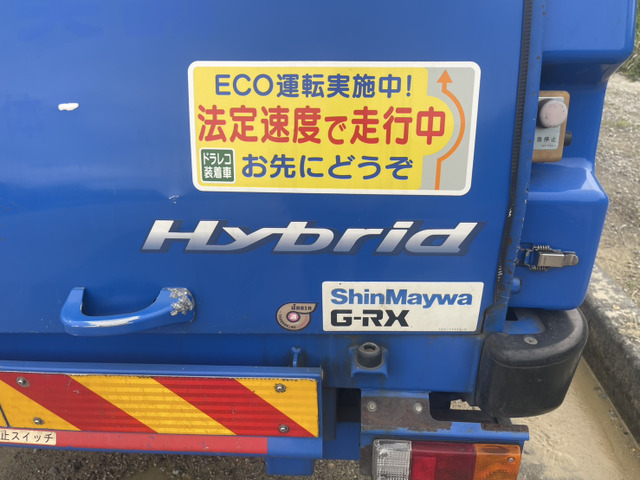 ECO運転実施中!
法定速度で走行中
ドラレコ
装着車
お先にどうぞ
Hybrid
ShinMaywa
G-RX
止スイッチ